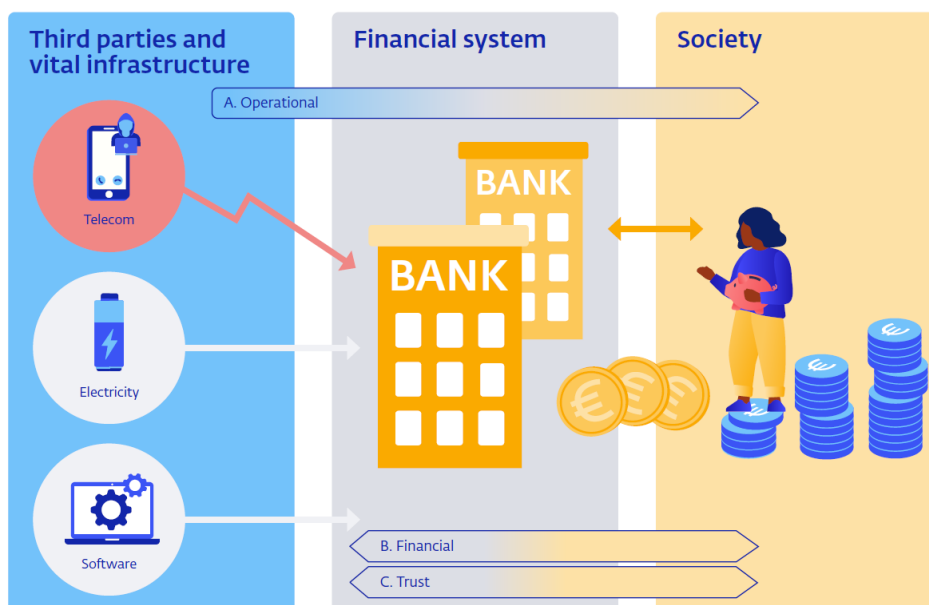 Third parties and
vital infrastructure
Financial system
Society
A. Operational
Telecom
BANK
BANK
Electricity
€
€
€
€
€
€
Software
B. Financial
C. Trust